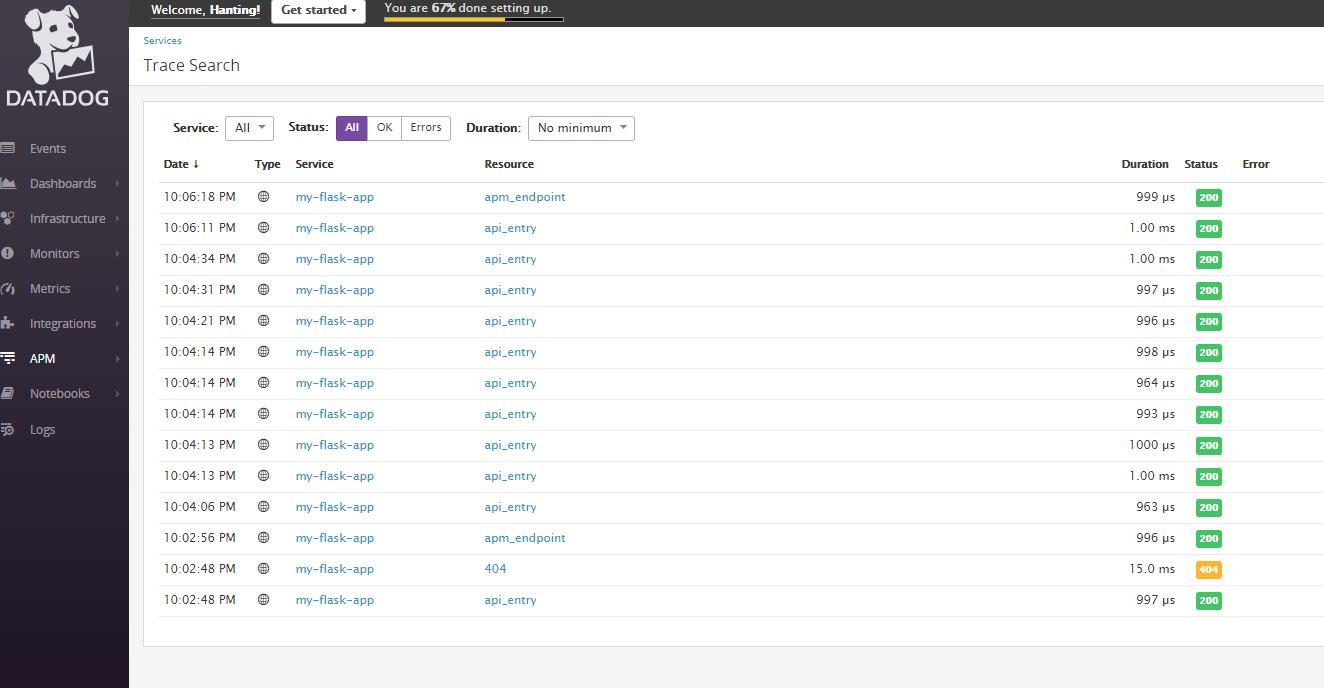 Welcome, Hanting! Get started You are 67% done setting up.
DATADOG
Events
Dashboards
Infrastructure
Monitors
Metrics
Integrations
APM
Notebooks
Logs
Services
Trace Search
Service: All Status: All OK Errors Duration: No minimum
Date ↓ Type Service Resource Duration Status Error
10:06:18 PM my-flask-app apm_endpoint 999 µs 200
10:06:11 PM my-flask-app api_entry 1.00 ms 200
10:04:34 PM my-flask-app api_entry 1.00 ms 200
10:04:31 PM my-flask-app api_entry 997 µs 200
10:04:21 PM my-flask-app api_entry 996 µs 200
10:04:14 PM my-flask-app api_entry 998 µs 200
10:04:14 PM my-flask-app api_entry 964 µs 200
10:04:14 PM my-flask-app api_entry 993 µs 200
10:04:13 PM my-flask-app api_entry 1000 µs 200
10:04:13 PM my-flask-app api_entry 1.00 ms 200
10:04:06 PM my-flask-app api_entry 963 µs 200
10:02:56 PM my-flask-app apm_endpoint 996 µs 200
10:02:48 PM my-flask-app 404 15.0 ms 404
10:02:48 PM my-flask-app api_entry 997 µs 200